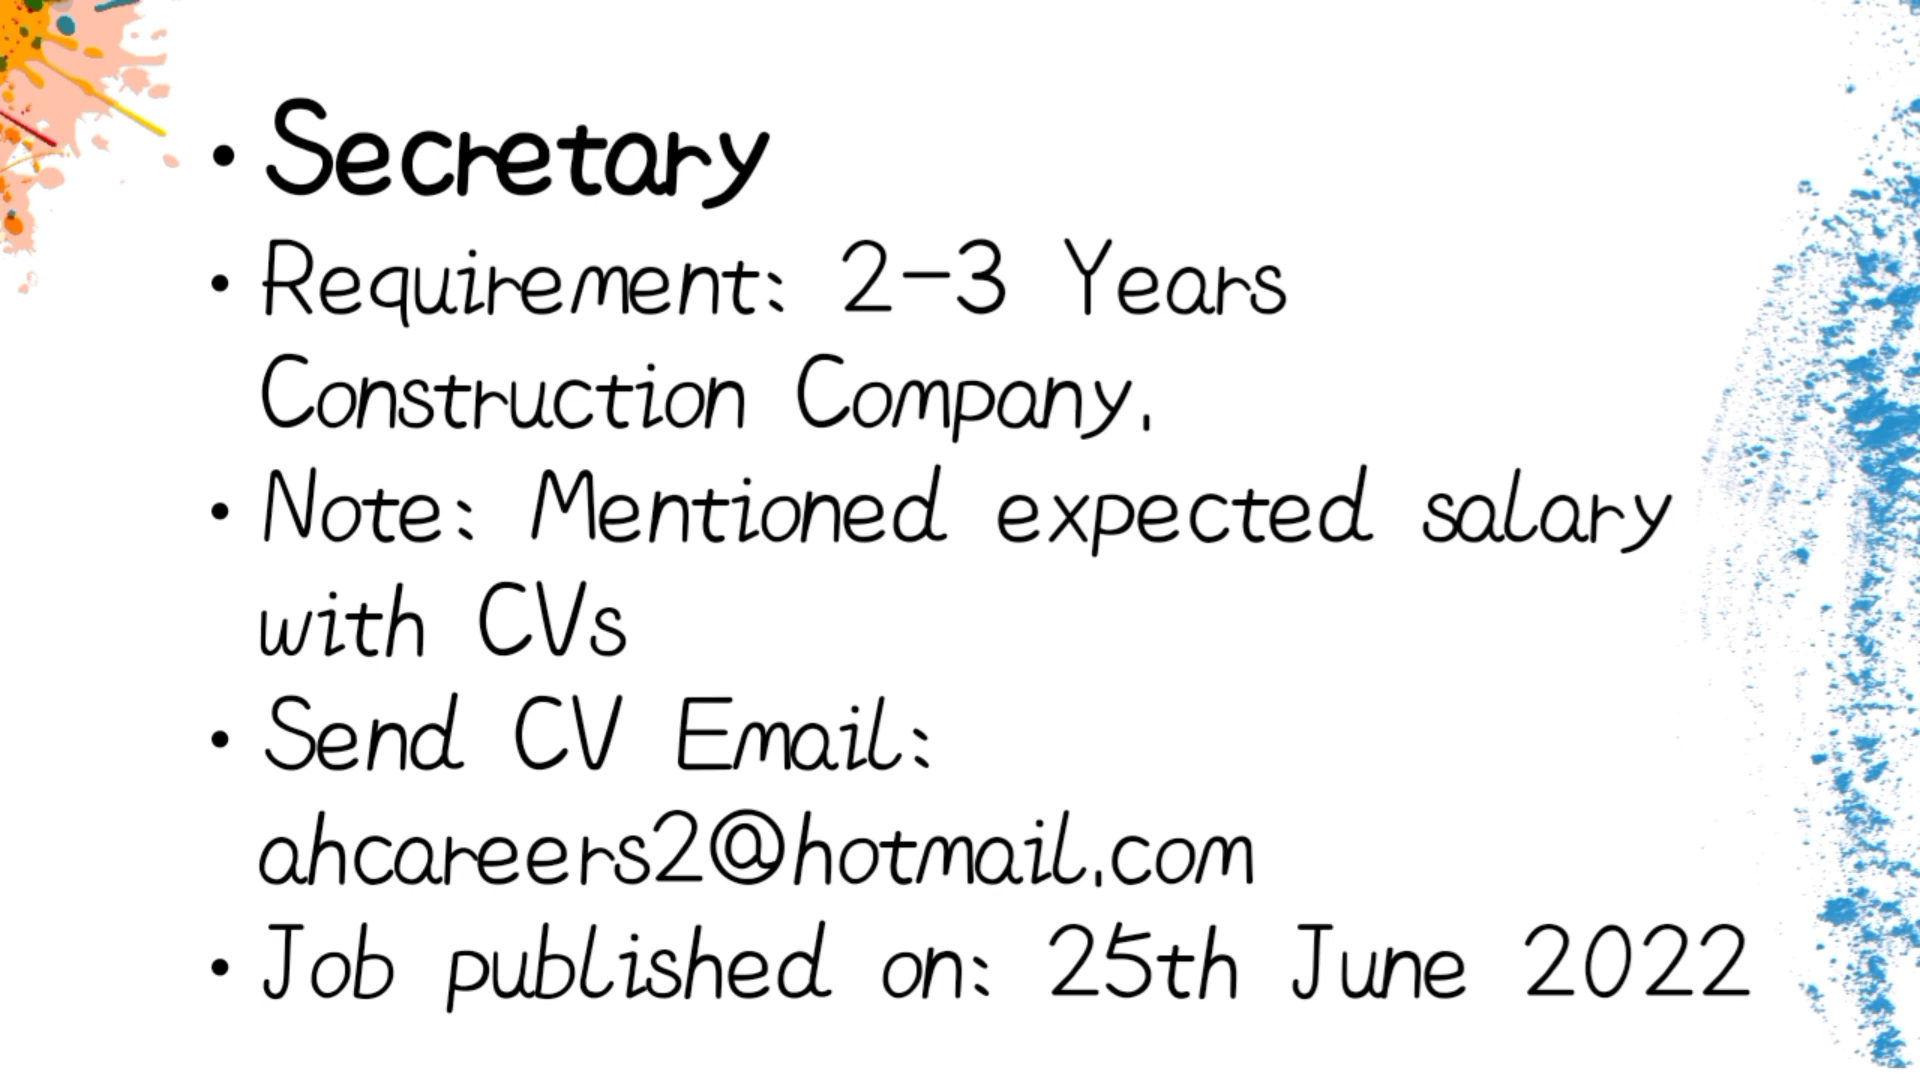 • Secretary
• Requirement: 2-3 Years
Construction Company.
• Note: Mentioned expected salary
with CVs
• Send CV Email:
ahcareers2@hotmail.com
• Job published on: 25th June 2022